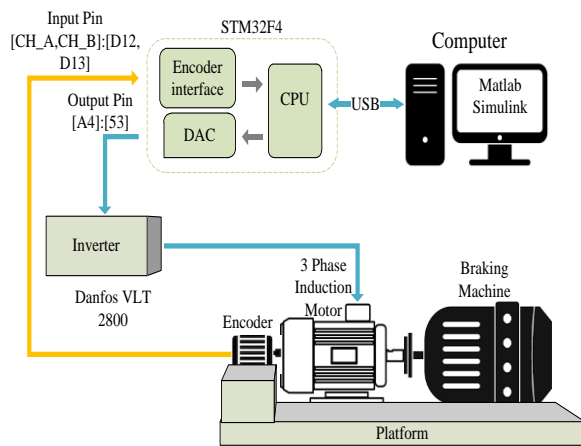 Input Pin
[CH_A,CH_B]:[D12,
D13]
STM32F4
Encoder
interface
CPU
DAC
Output Pin
[A4]:[53]
USB
Computer
Matlab
Simulink
Inverter
Danfos VLT
2800
3 Phase
Induction
Motor
Encoder
Braking
Machine
Platform